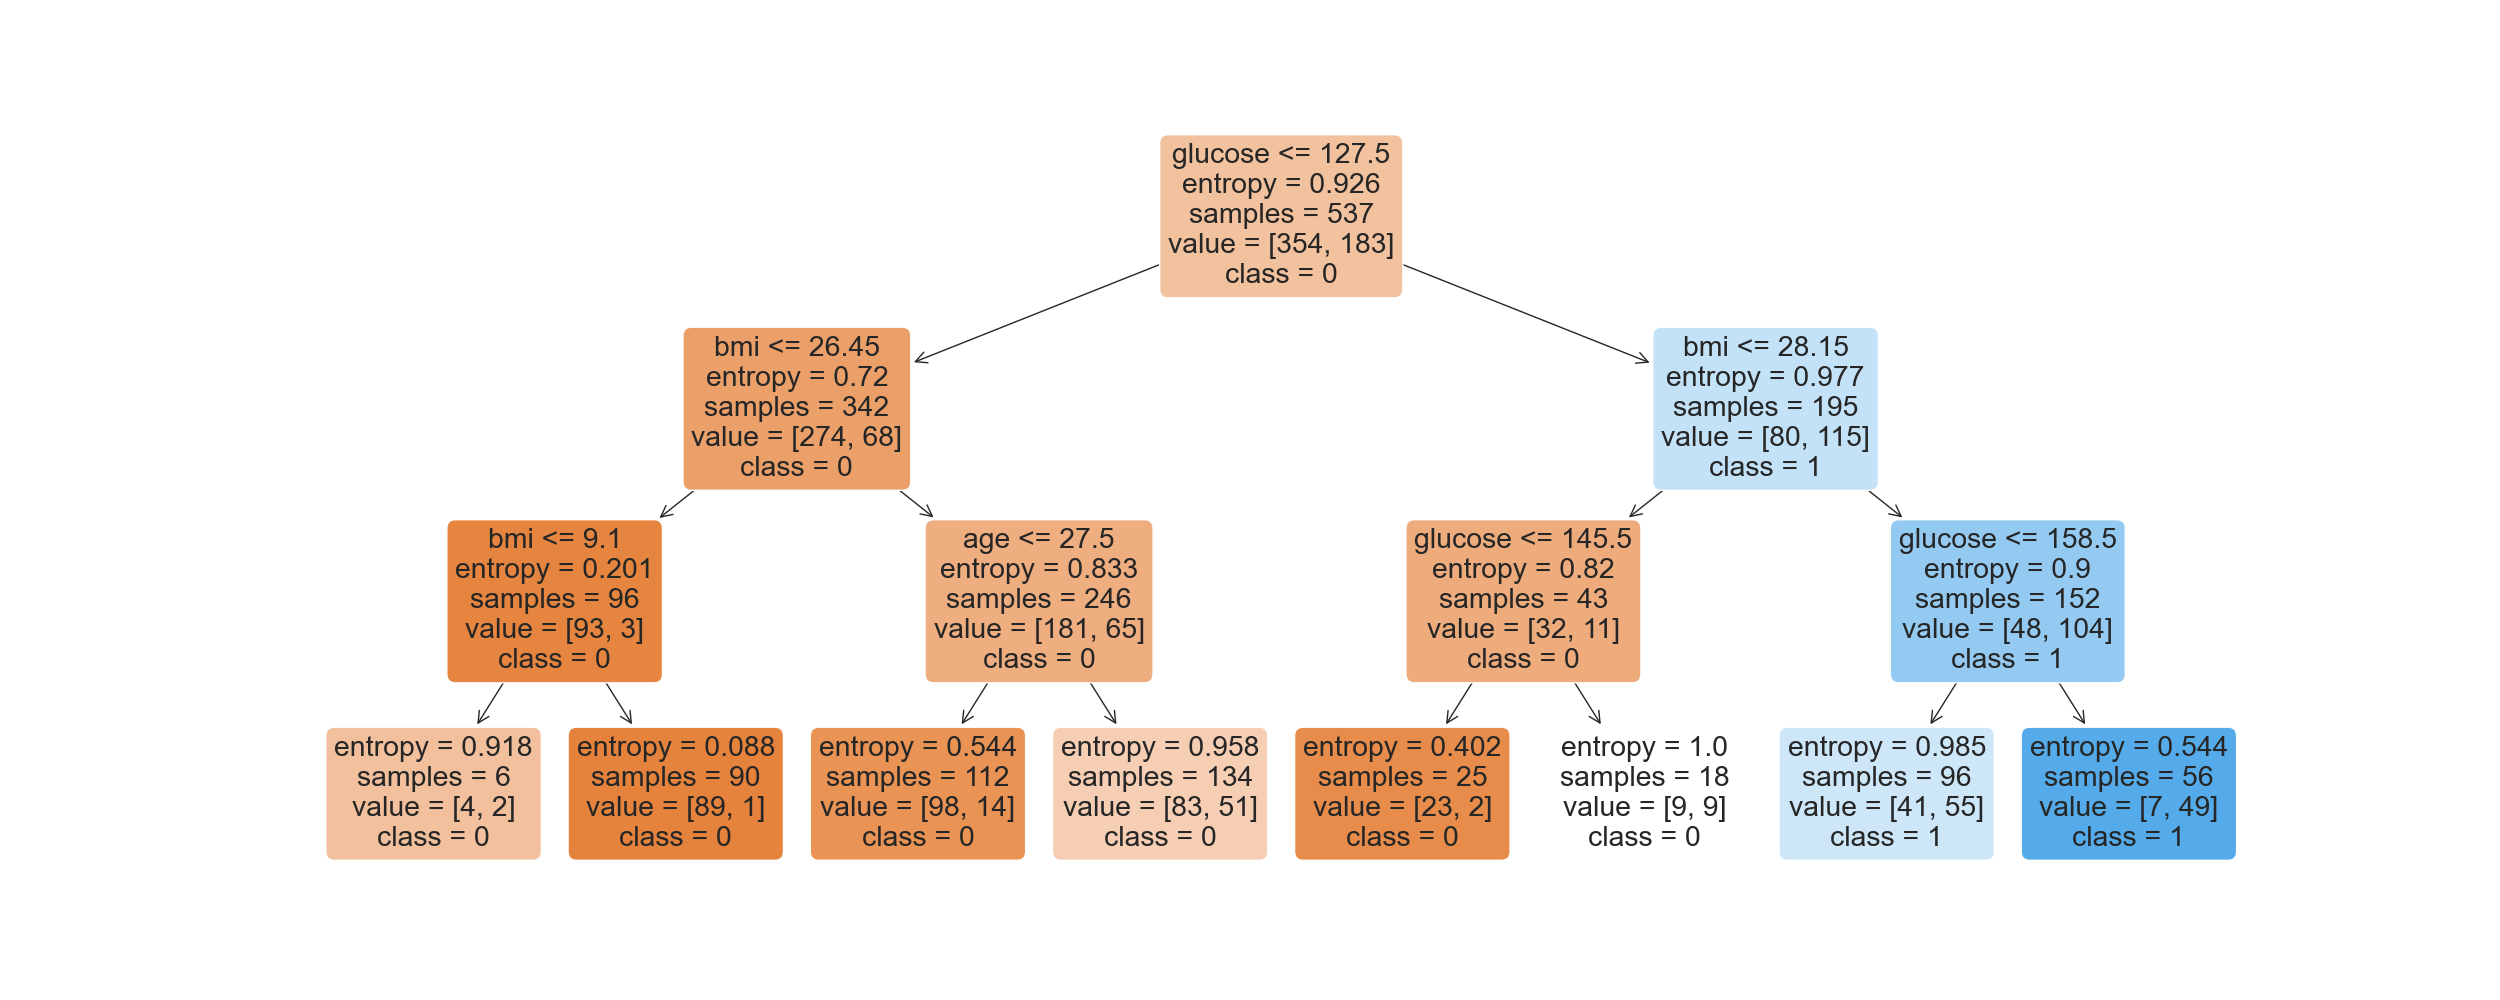 glucose <= 127.5
entropy = 0.926
samples = 537
value = [354, 183]
class = 0
bmi <= 26.45
entropy = 0.72
samples = 342
value = [274, 68]
class = 0
bmi <= 28.15
entropy = 0.977
samples = 195
value = [80, 115]
class = 1
bmi <= 9.1
entropy = 0.201
samples = 96
value = [93, 3]
class = 0
age <= 27.5
entropy = 0.833
samples = 246
value = [181, 65]
class = 0
glucose <= 145.5
entropy = 0.82
samples = 43
value = [32, 11]
class = 0
glucose <= 158.5
entropy = 0.9
samples = 152
value = [48, 104]
class = 1
entropy = 0.918
samples = 6
value = [4, 2]
class = 0
entropy = 0.088
samples = 90
value = [89, 1]
class = 0
entropy = 0.544
samples = 112
value = [98, 14]
class = 0
entropy = 0.958
samples = 134
value = [83, 51]
class = 0
entropy = 0.402
samples = 25
value = [23, 2]
class = 0
entropy = 1.0
samples = 18
value = [9, 9]
class = 0
entropy = 0.985
samples = 96
value = [41, 55]
class = 1
entropy = 0.544
samples = 56
value = [7, 49]
class = 1